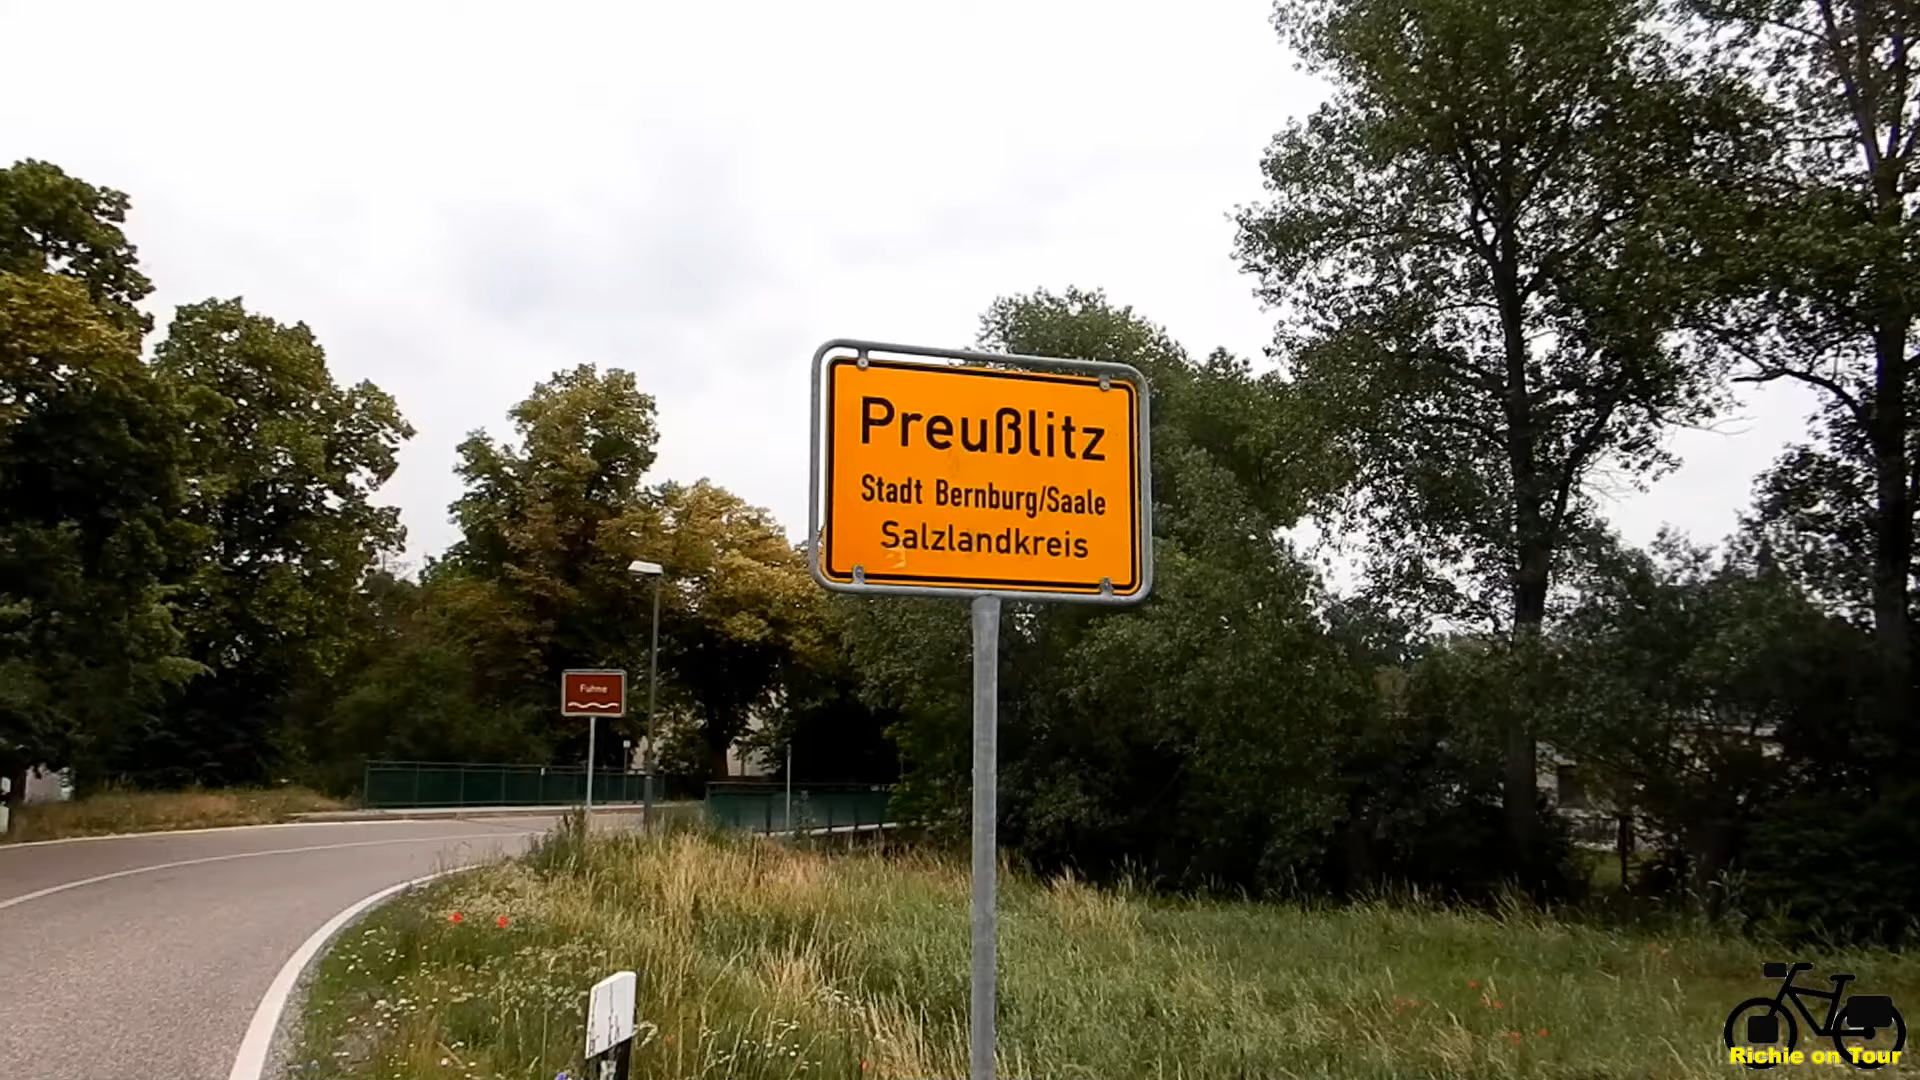 Preußlitz
Stadt Bernburg/Saale
Salzlandkreis
Fuhne
Richie on Tour